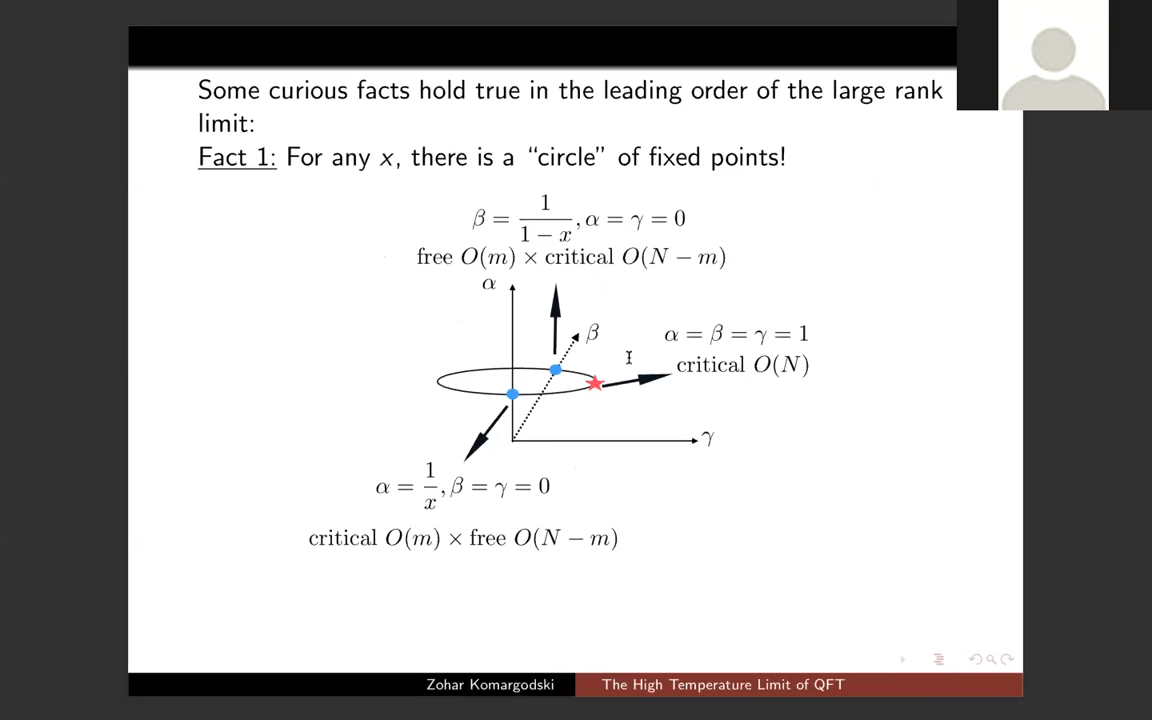 Some curious facts hold true in the leading order of the large rank
limit:
Fact 1: For any x, there is a “circle” of fixed points!
β = 1/(1 − x), α = γ = 0
free O(m) × critical O(N − m)
α
β
α = β = γ = 1
critical O(N)
γ
α = 1/x, β = γ = 0
critical O(m) × free O(N − m)
Zohar Komargodski
The High Temperature Limit of QFT